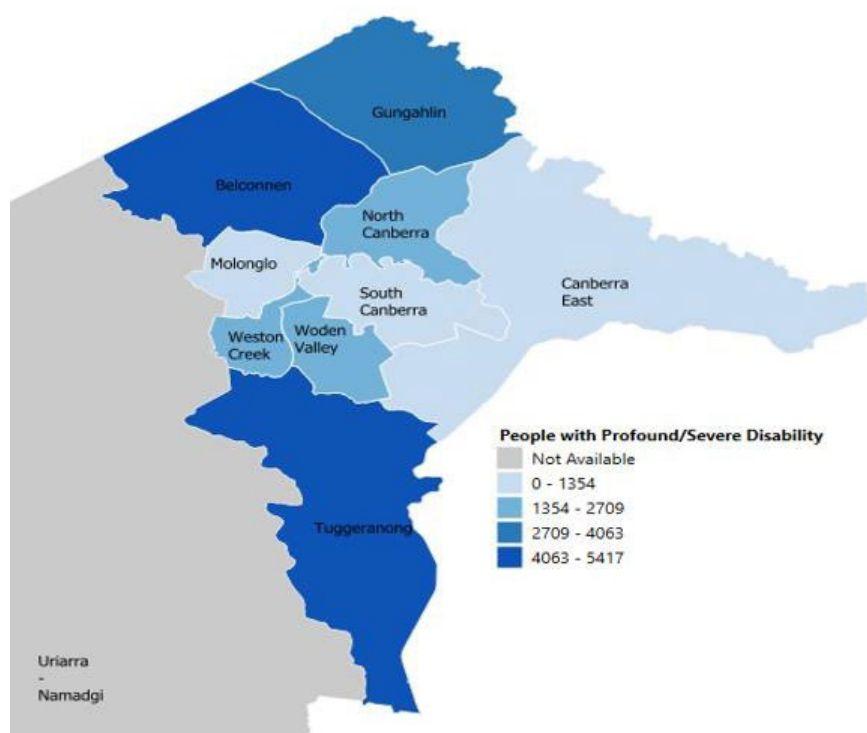 Gungahlin
Belconnen
North
Canberra
Molonglo
South
Canberra
Canberra
East
Weston
Creek
Woden
Valley
People with Profound/Severe Disability
Not Available
0 - 1354
1354 - 2709
2709 - 4063
4063 - 5417
Tuggeranong
Uriarra
-
Namadgi